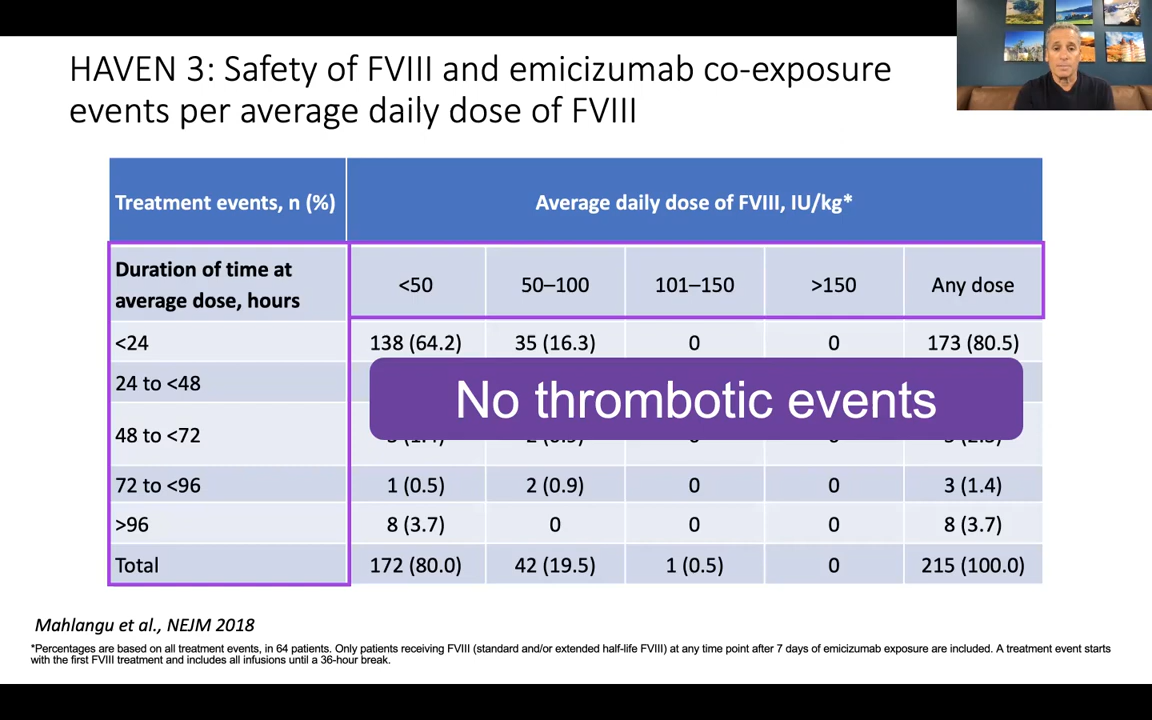 HAVEN 3: Safety of FVIII and emicizumab co-exposure
events per average daily dose of FVIII
Treatment events, n (%) Average daily dose of FVIII, IU/kg*
Duration of time at
average dose, hours <50 50–100 101–150 >150 Any dose
<24 138 (64.2) 35 (16.3) 0 0 173 (80.5)
24 to <48
No thrombotic events
48 to <72
72 to <96 1 (0.5) 2 (0.9) 0 0 3 (1.4)
>96 8 (3.7) 0 0 0 8 (3.7)
Total 172 (80.0) 42 (19.5) 1 (0.5) 0 215 (100.0)
Mahlangu et al., NEJM 2018
*Percentages are based on all treatment events, in 64 patients. Only patients receiving FVIII (standard and/or extended half-life FVIII) at any time point after 7 days of emicizumab exposure are included. A treatment event starts
with the first FVIII treatment and includes all infusions until a 36-hour break.